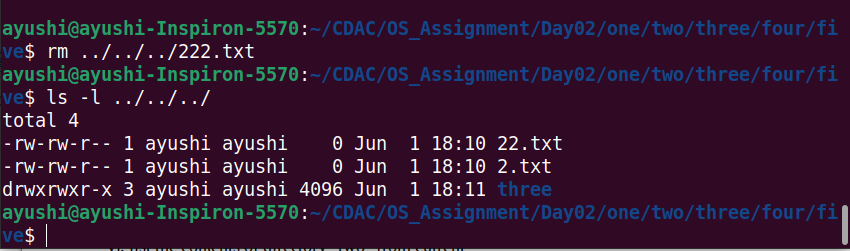 ayushi@ayushi-Inspiron-5570:~/CDAC/OS_Assignment/Day02/one/two/three/four/fi
ve$ rm ../../../222.txt
ayushi@ayushi-Inspiron-5570:~/CDAC/OS_Assignment/Day02/one/two/three/four/fi
ve$ ls -l ../../../
total 4
-rw-rw-r-- 1 ayushi ayushi    0 Jun  1 18:10 22.txt
-rw-rw-r-- 1 ayushi ayushi    0 Jun  1 18:10 2.txt
drwxrwxr-x 3 ayushi ayushi 4096 Jun  1 18:11 three
ayushi@ayushi-Inspiron-5570:~/CDAC/OS_Assignment/Day02/one/two/three/four/fi
ve$